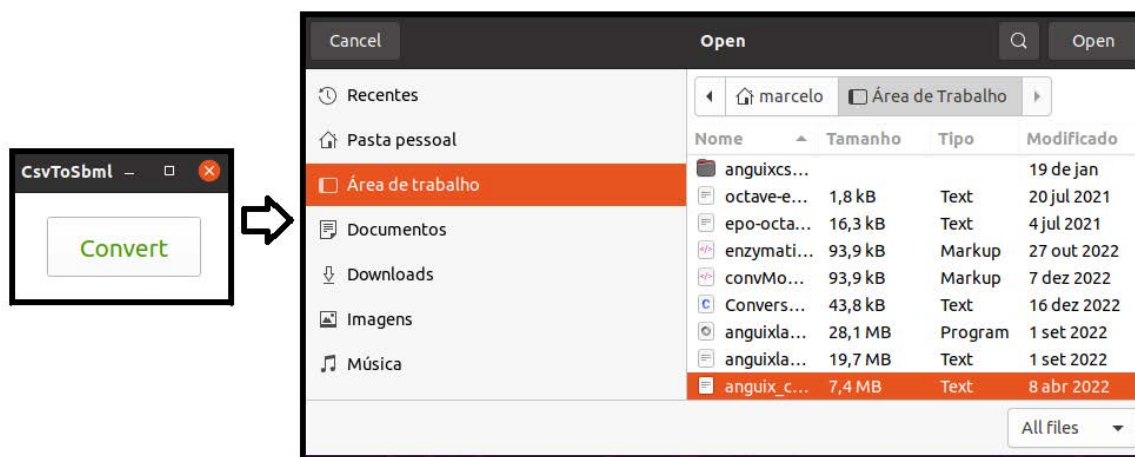 CsvToSbml
Convert
Cancel Open Open
Recentes
Pasta pessoal
Área de trabalho
Documentos
Downloads
Imagens
Música
marcelo Área de Trabalho
Nome Tamanho Tipo Modificado
anguixcs... 19 de jan
octave-e... 1,8 kB Text 20 jul 2021
epo-octa... 16,3 kB Text 4 jul 2021
enzymati... 93,9 kB Markup 27 out 2022
convMo... 93,9 kB Markup 7 dez 2022
Convers... 43,8 kB Text 16 dez 2022
anguixla... 28,1 MB Program 1 set 2022
anguixla... 19,7 MB Text 1 set 2022
anguix_c... 7,4 MB Text 8 abr 2022
All files